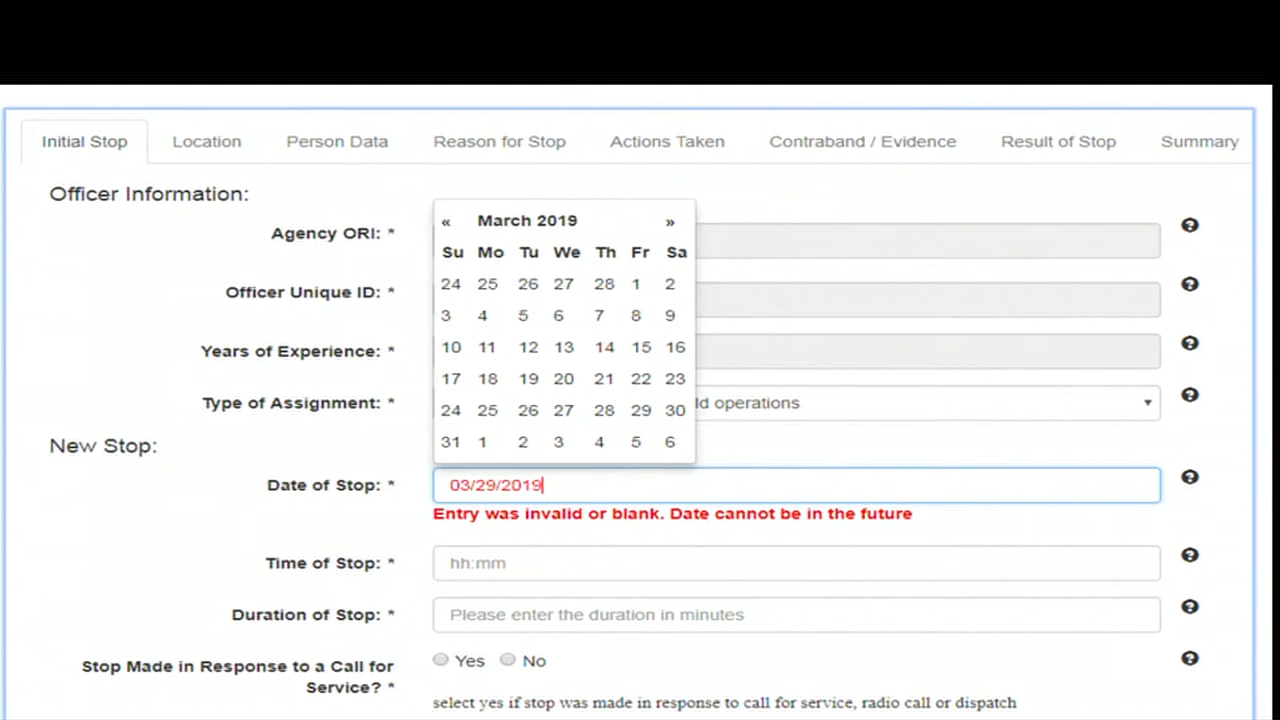 Initial Stop Location Person Data Reason for Stop Actions Taken Contraband / Evidence Result of Stop Summary
Officer Information:
« March 2019 »
Agency ORI: *
Su Mo Tu We Th Fr Sa
24 25 26 27 28 1 2
Officer Unique ID: *
3 4 5 6 7 8 9
10 11 12 13 14 15 16
Years of Experience: *
17 18 19 20 21 22 23
Type of Assignment: * ld operations
24 25 26 27 28 29 30
31 1 2 3 4 5 6
New Stop:
Date of Stop: * 03/29/2019
Entry was invalid or blank. Date cannot be in the future
Time of Stop: * hh:mm
Duration of Stop: * Please enter the duration in minutes
Stop Made in Response to a Call for
Service? *
Yes No
select yes if stop was made in response to call for service, radio call or dispatch